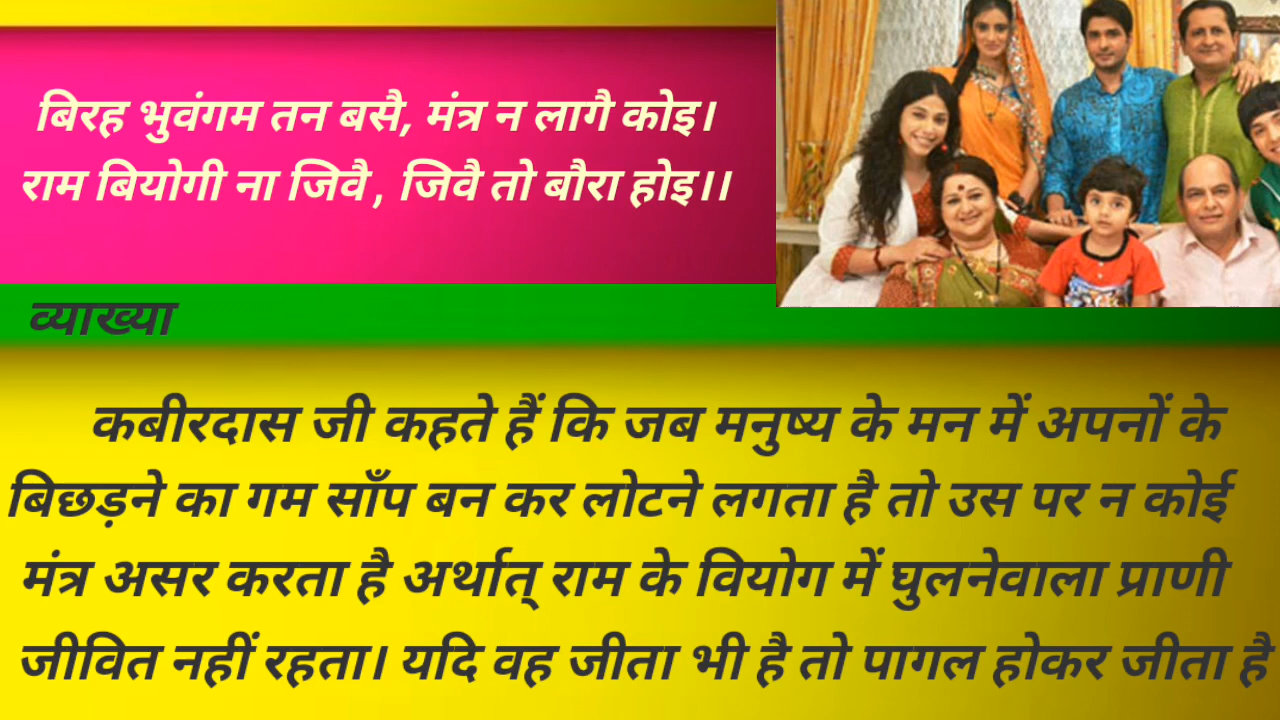 बिरह भुवंगम तन बसै, मंत्र न लागै कोइ।
राम बियोगी ना जिवै , जिवै तो बौरा होइ।।
व्याख्या
कबीरदास जी कहते हैं कि जब मनुष्य के मन में अपनों के
बिछड़ने का गम साँप बन कर लोटने लगता है तो उस पर न कोई
मंत्र असर करता है अर्थात् राम के वियोग में घुलनेवाला प्राणी
जीवित नहीं रहता। यदि वह जीता भी है तो पागल होकर जीता है